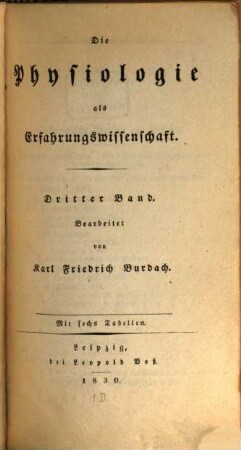 Die
Physiologie
als
Erfahrungswissenschaft.
Dritter Band.
Bearbeitet
von
Karl Friedrich Burdach.
Mit sechs Tabellen.
Leipzig,
bei Leopold Voß.
1830.